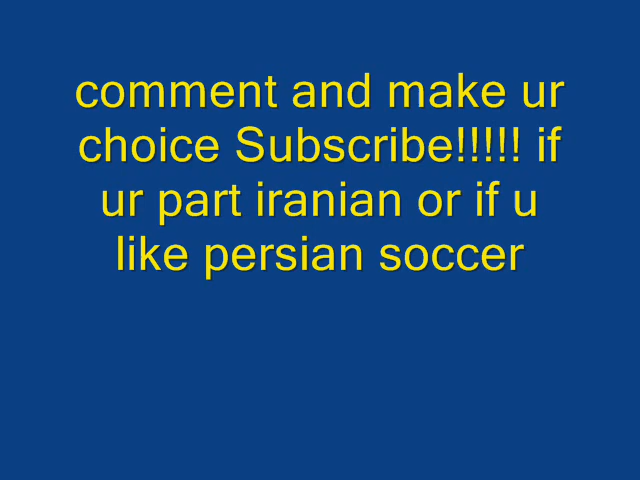 comment and make ur
choice Subscribe!!!!! if
ur part iranian or if u
like persian soccer